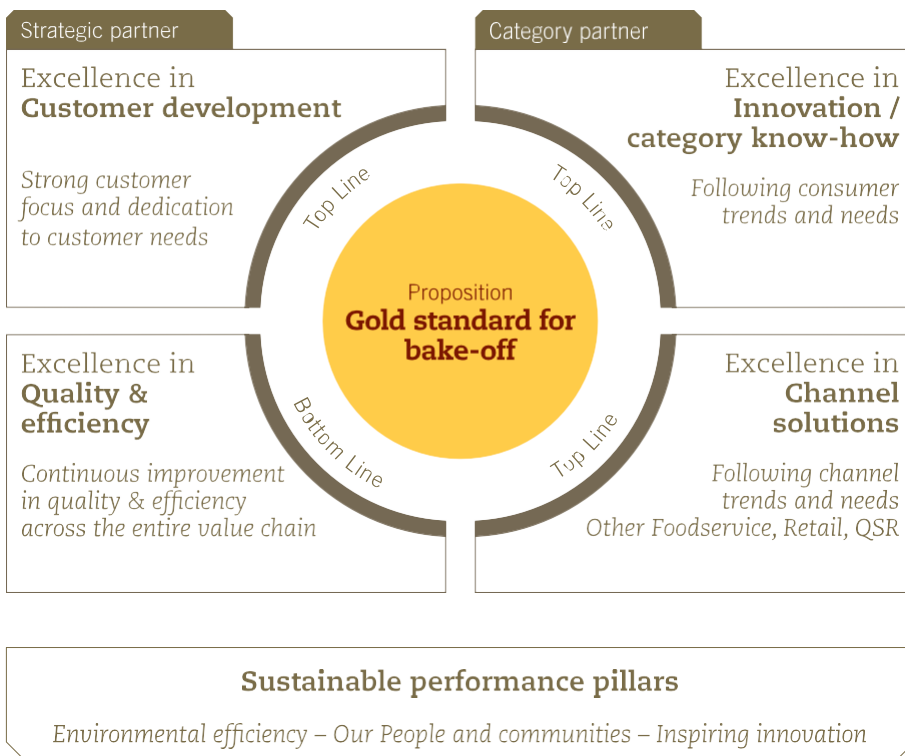 Strategic partner
Excellence in
Customer development
Strong customer
focus and dedication
to customer needs
Top Line
Category partner
Excellence in
Innovation /
category know-how
Following consumer
trends and needs
Top Line
Proposition
Gold standard for
bake-off
Excellence in
Quality &
efficiency
Continuous improvement
in quality & efficiency
across the entire value chain
Bottom Line
Excellence in
Channel
solutions
Following channel
trends and needs
Other Foodservice, Retail, QSR
Top Line
Sustainable performance pillars
Environmental efficiency – Our People and communities – Inspiring innovation